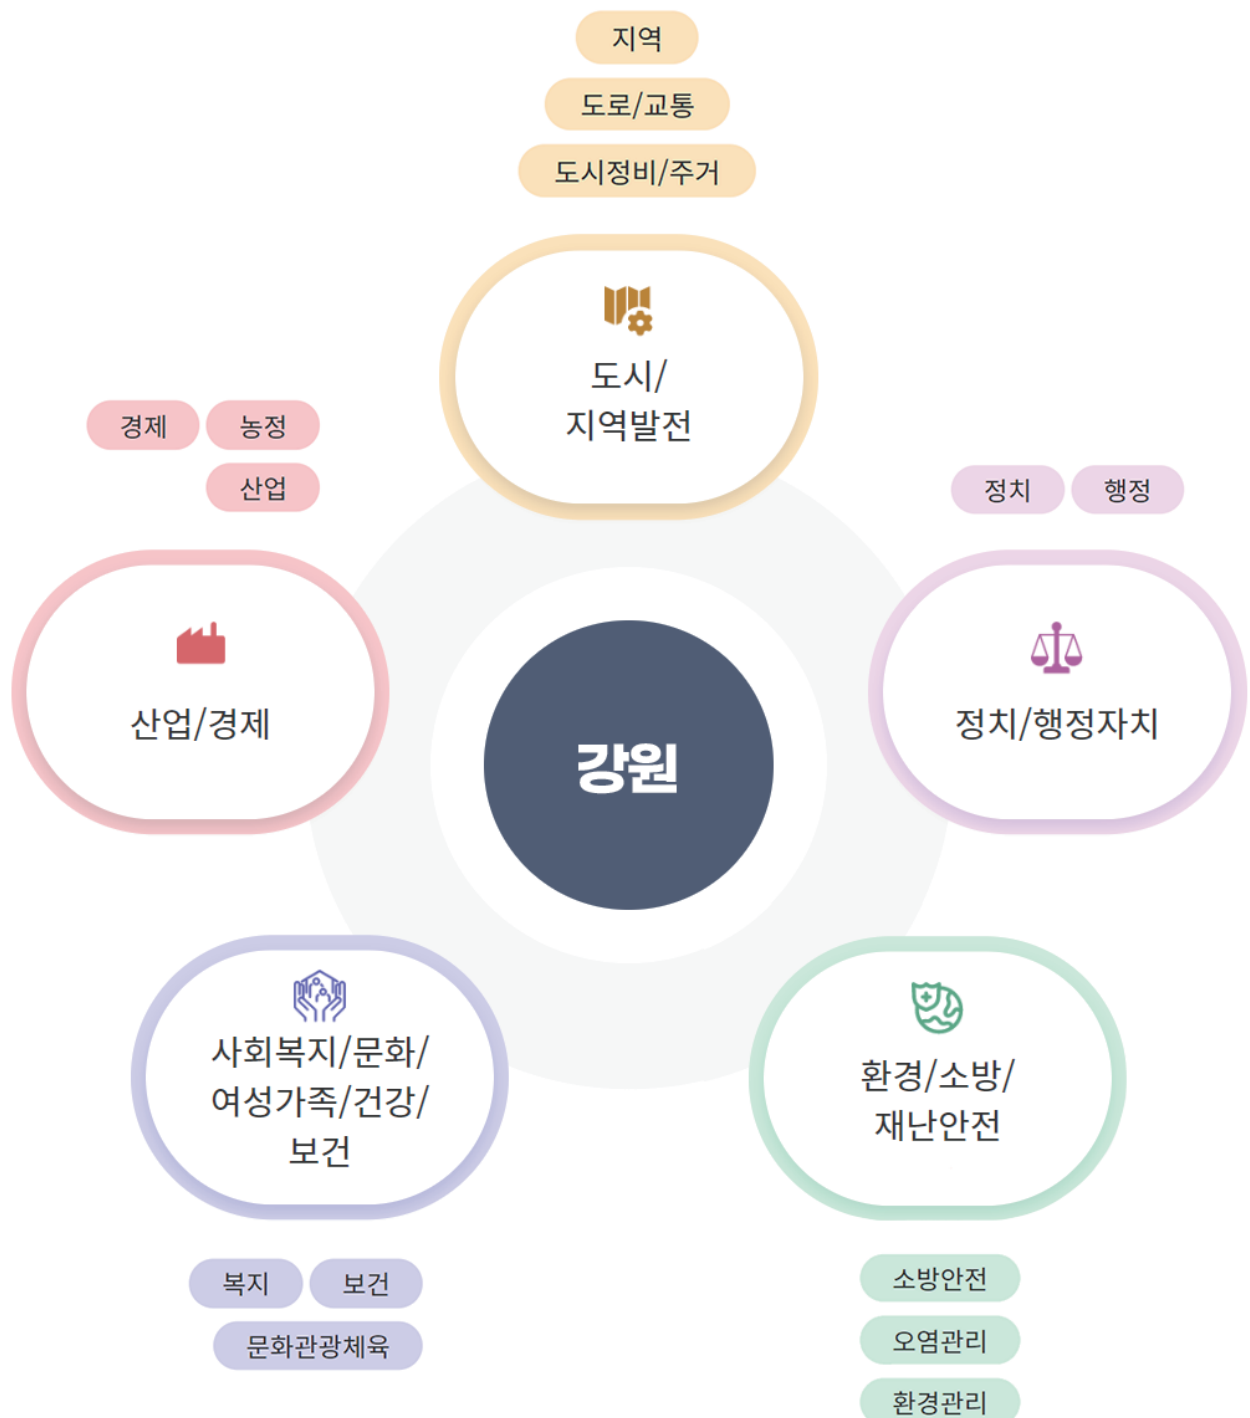 지역
도로/교통
도시정비/주거
도시/
지역발전
경제 농정
산업
정치 행정
산업/경제
정치/행정자치
강원
사회복지/문화/
여성가족/건강/
보건
환경/소방/
재난안전
복지 보건
문화관광체육
소방안전
오염관리
환경관리